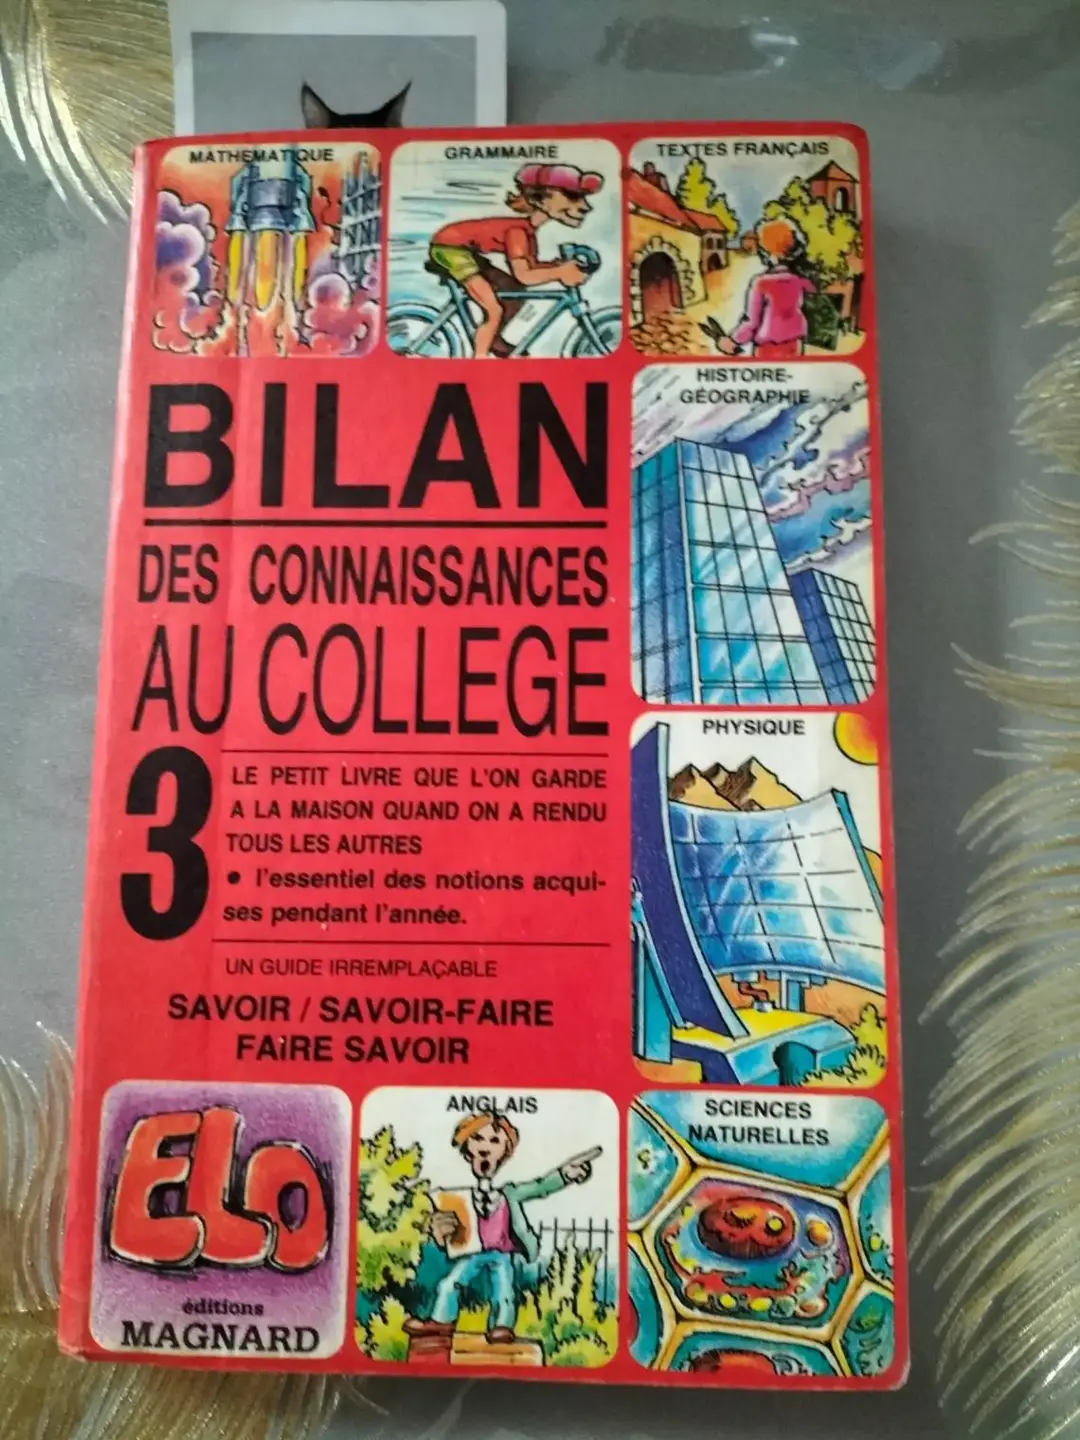 MATHEMATIQUE
GRAMMAIRE
TEXTES FRANÇAIS
HISTOIRE-
GÉOGRAPHIE
BILAN
DES CONNAISSANCES
AU COLLEGE
3
LE PETIT LIVRE QUE L'ON GARDE
A LA MAISON QUAND ON A RENDU
TOUS LES AUTRES
• l'essentiel des notions acqui-
ses pendant l'année.
UN GUIDE IRREMPLAÇABLE
SAVOIR / SAVOIR-FAIRE
FAIRE SAVOIR
PHYSIQUE
ELO
éditions
MAGNARD
ANGLAIS
SCIENCES
NATURELLES